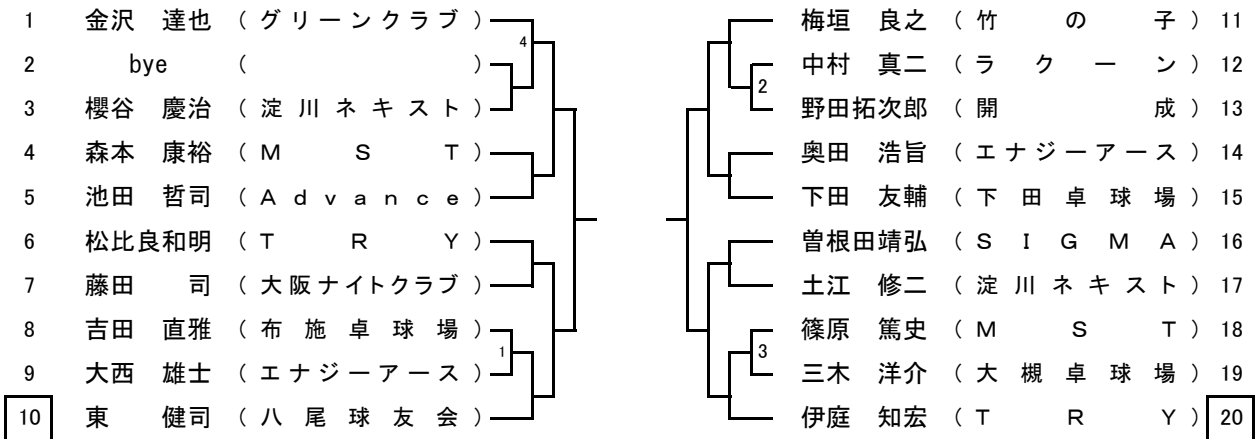 1 金沢 達也 (グリーンクラブ)
2 bye ( )
3 櫻谷 慶治 (淀川ネキスト)
4 森本 康裕 (MST)
5 池田 哲司 (Advance)
6 松比良和明 (TRY)
7 藤田 司 (大阪ナイトクラブ)
8 吉田 直雅 (布施卓球場)
9 大西 雄士 (エナジーアース)
10 東 健司 (八尾球友会)
4
1
梅垣 良之 (竹の子) 11
中村 真二 (ラクーン) 12
野田拓次郎 (開成) 13
奥田 浩旨 (エナジーアース) 14
下田 友輔 (下田卓球場) 15
曽根田靖弘 (SIGMA) 16
土江 修二 (淀川ネキスト) 17
篠原 篤史 (MST) 18
三木 洋介 (大槻卓球場) 19
伊庭 知宏 (TRY) 20
2
3